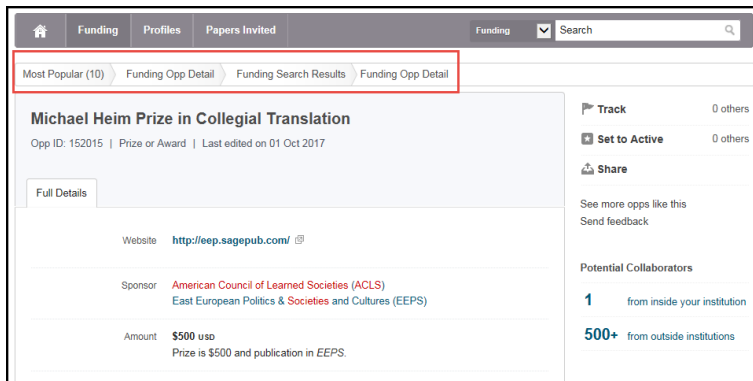 Funding Profiles Papers Invited Funding Search
Most Popular (10) Funding Opp Detail Funding Search Results Funding Opp Detail
Michael Heim Prize in Collegial Translation
Opp ID: 152015 | Prize or Award | Last edited on 01 Oct 2017
Full Details
Website http://eep.sagepub.com/
Sponsor American Council of Learned Societies (ACLS)
East European Politics & Societies and Cultures (EEPS)
Amount $500 USD
Prize is $500 and publication in EEPS.
Track 0 others
Set to Active 0 others
Share
See more opps like this
Send feedback
Potential Collaborators
1 from inside your institution
500+ from outside institutions